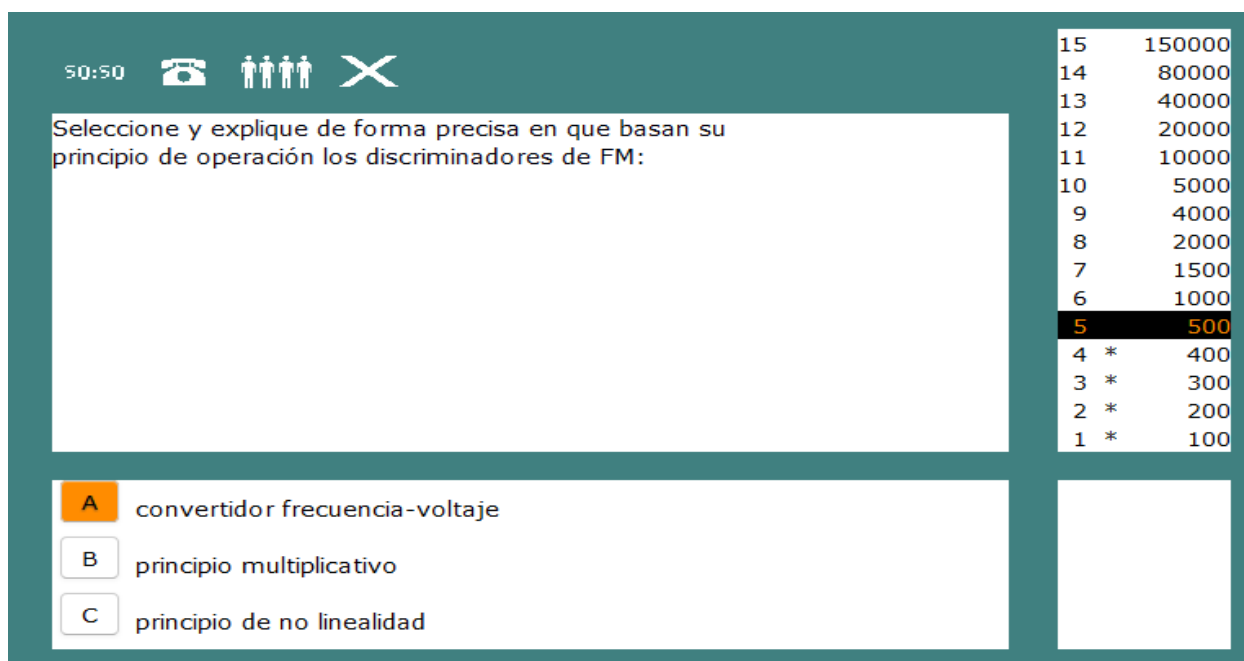 50:50
Seleccione y explique de forma precisa en que basan su
principio de operación los discriminadores de FM:
15 150000
14 80000
13 40000
12 20000
11 10000
10 5000
9 4000
8 2000
7 1500
6 1000
5 500
4 * 400
3 * 300
2 * 200
1 * 100
A convertidor frecuencia-voltaje
B principio multiplicativo
C principio de no linealidad